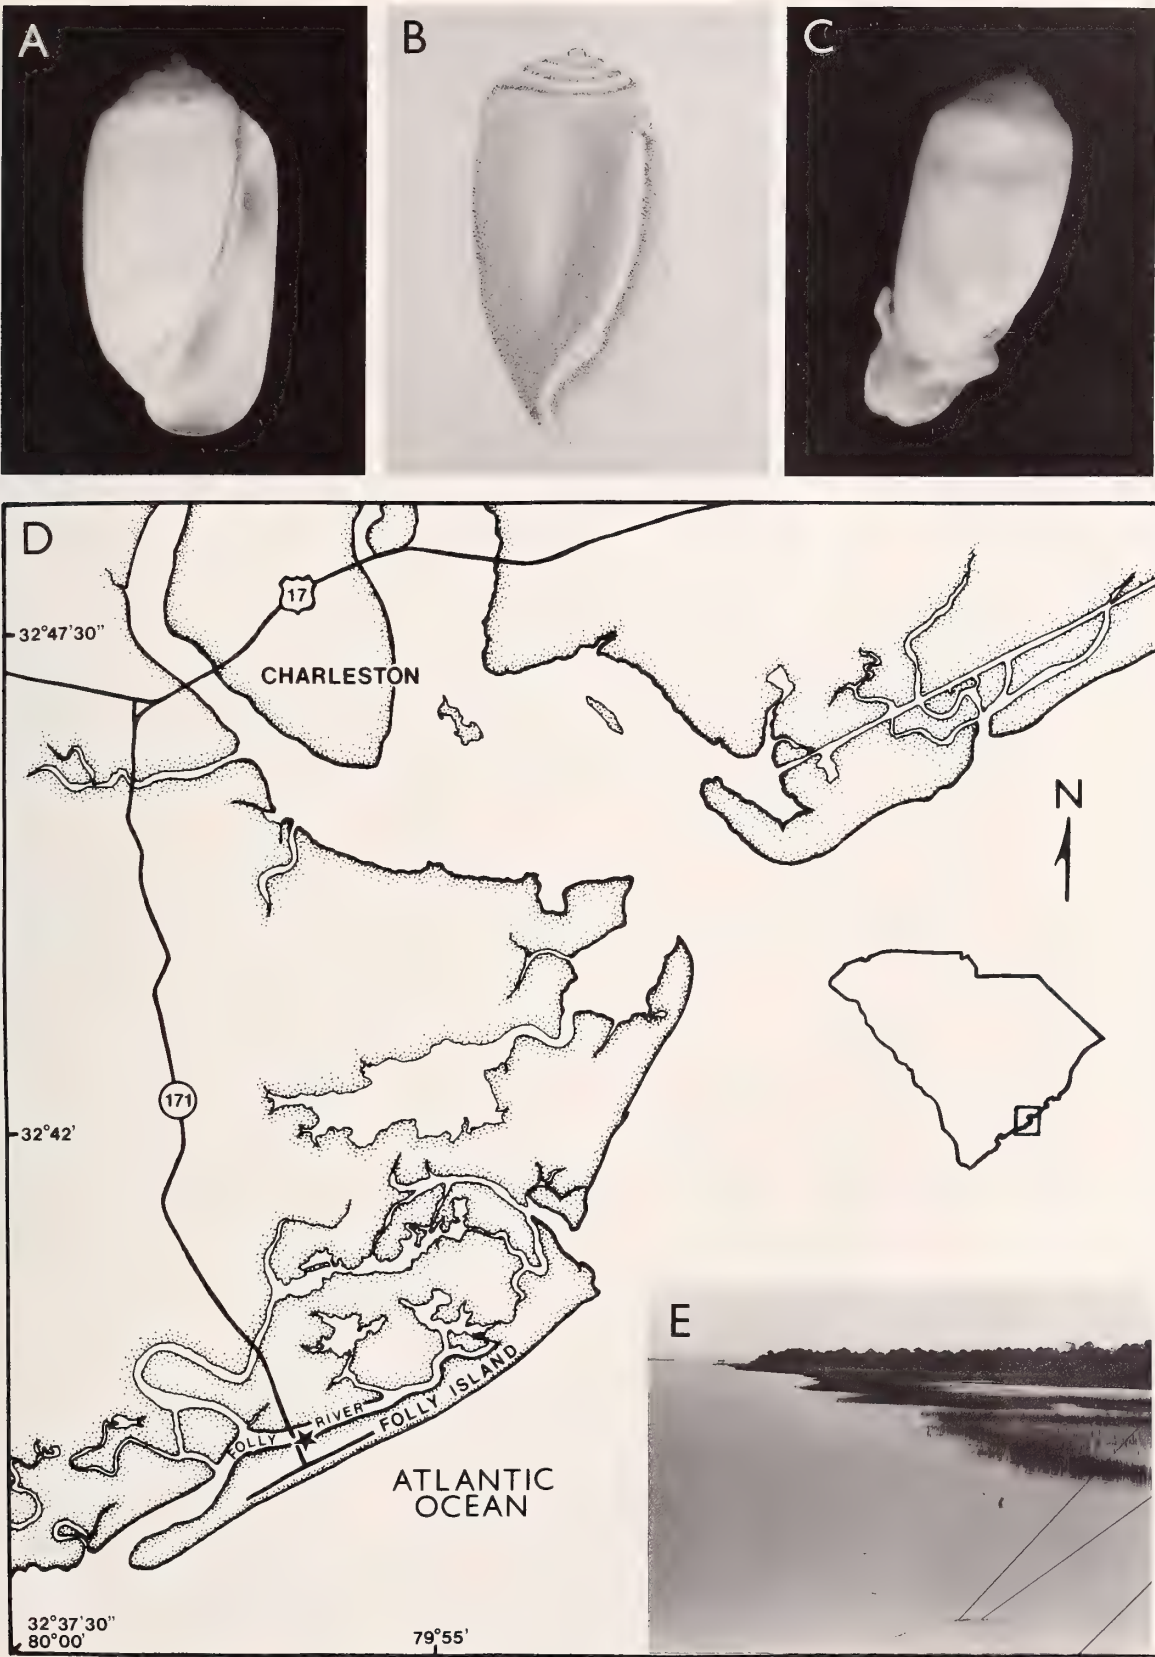 A
B
C
D
17
32°47'30"
CHARLESTON
N
171
32°42'
E
FOLLY RIVER
FOLLY ISLAND
ATLANTIC
OCEAN
32°37'30"
80°00'
79°55'